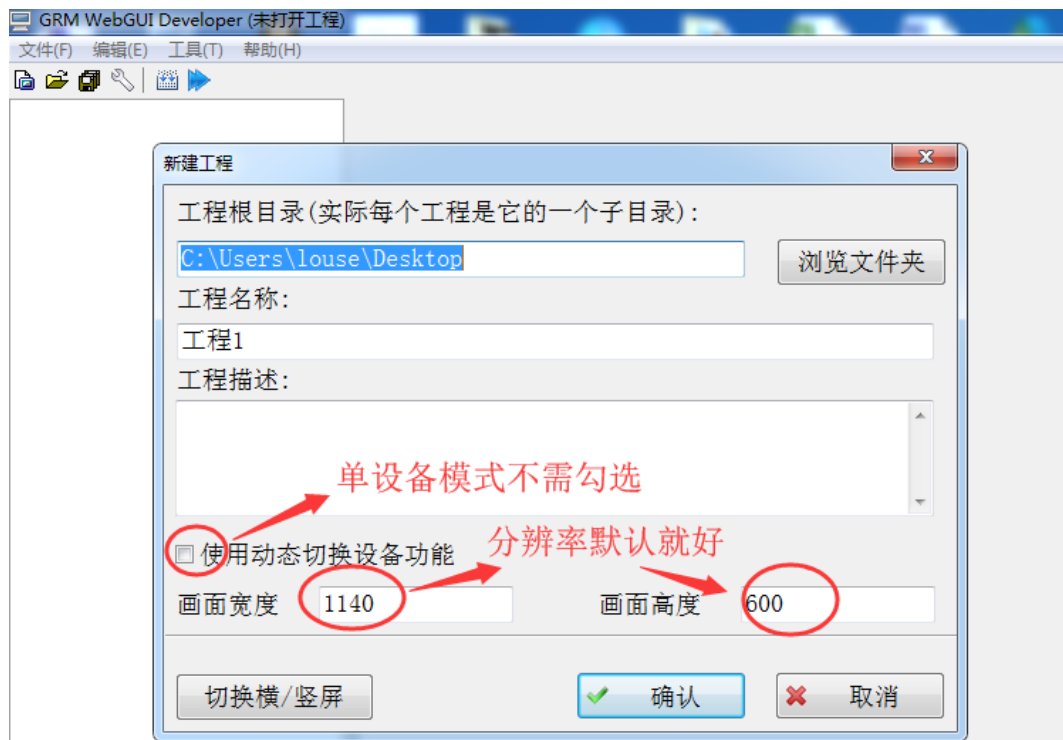 GRM WebGUI Developer (未打开工程)
文件(F) 编辑(E) 工具(T) 帮助(H)
新建工程
工程根目录(实际每个工程是它的一个子目录):
C:\Users\louse\Desktop
浏览文件夹
工程名称:
工程1
工程描述:
单设备模式不需勾选
使用动态切换设备功能
分辨率默认就好
画面宽度 1140 画面高度 600
切换横/竖屏 确认 取消